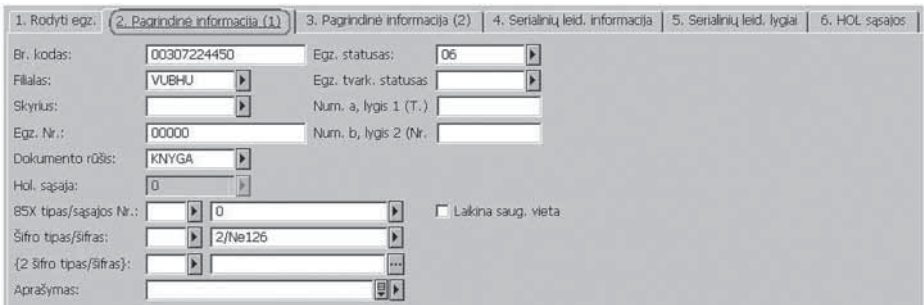 1. Rodyti egz. 2. Pagrindinė informacija (1) 3. Pagrindinė informacija (2) 4. Serialinių leid. informacija 5. Serialinių leid. lygiai 6. HOL sąsajos
Br. kodas: 00307224450 Egz. statusas: 06
Filialas: VUBHU Egz. tvark. statusas
Skyrius: Num. a, lygis 1 (T.)
Egz. Nr.: 00000 Num. b, lygis 2 (Nr.
Dokumento rūšis: KNYGA
Hol. sąsaja: 0
85X tipas/sąsajos Nr.: 0 Laikina saug. vieta
Šifro tipas/šifras: 2/Ne126
{2 šifro tipas/šifras}:
Aprašymas: